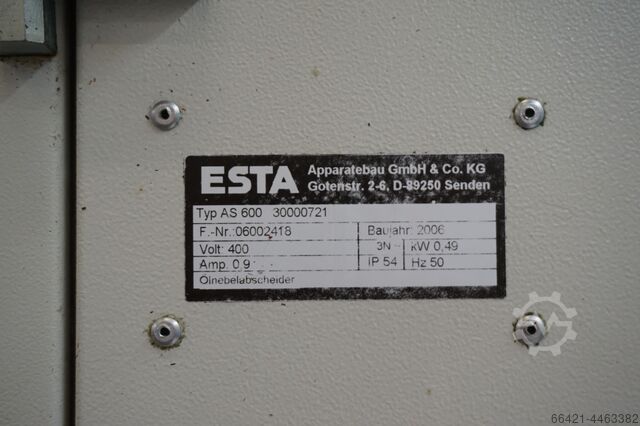 ESTA Apparatebau GmbH & Co. KG
Gotenstr. 2-6, D-89250 Senden
Typ AS 600 30000721
F.-Nr.:06002418 Baujahr: 2006
Volt: 400 3N~ kW 0,49
Amp. 0,9 IP 54 Hz 50
Ölnebelabscheider
66421-4463382